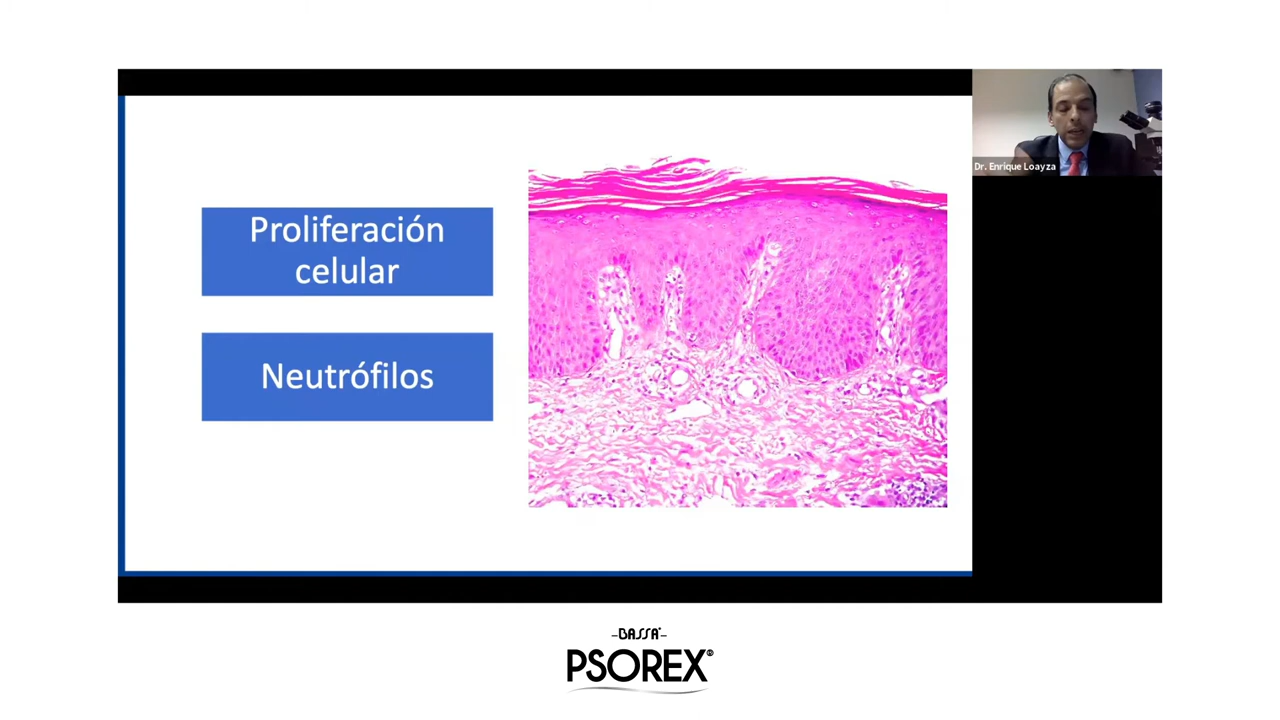 Proliferación
celular
Neutrófilos
Dr. Enrique Loayza
–BASSA–
PSOREX®